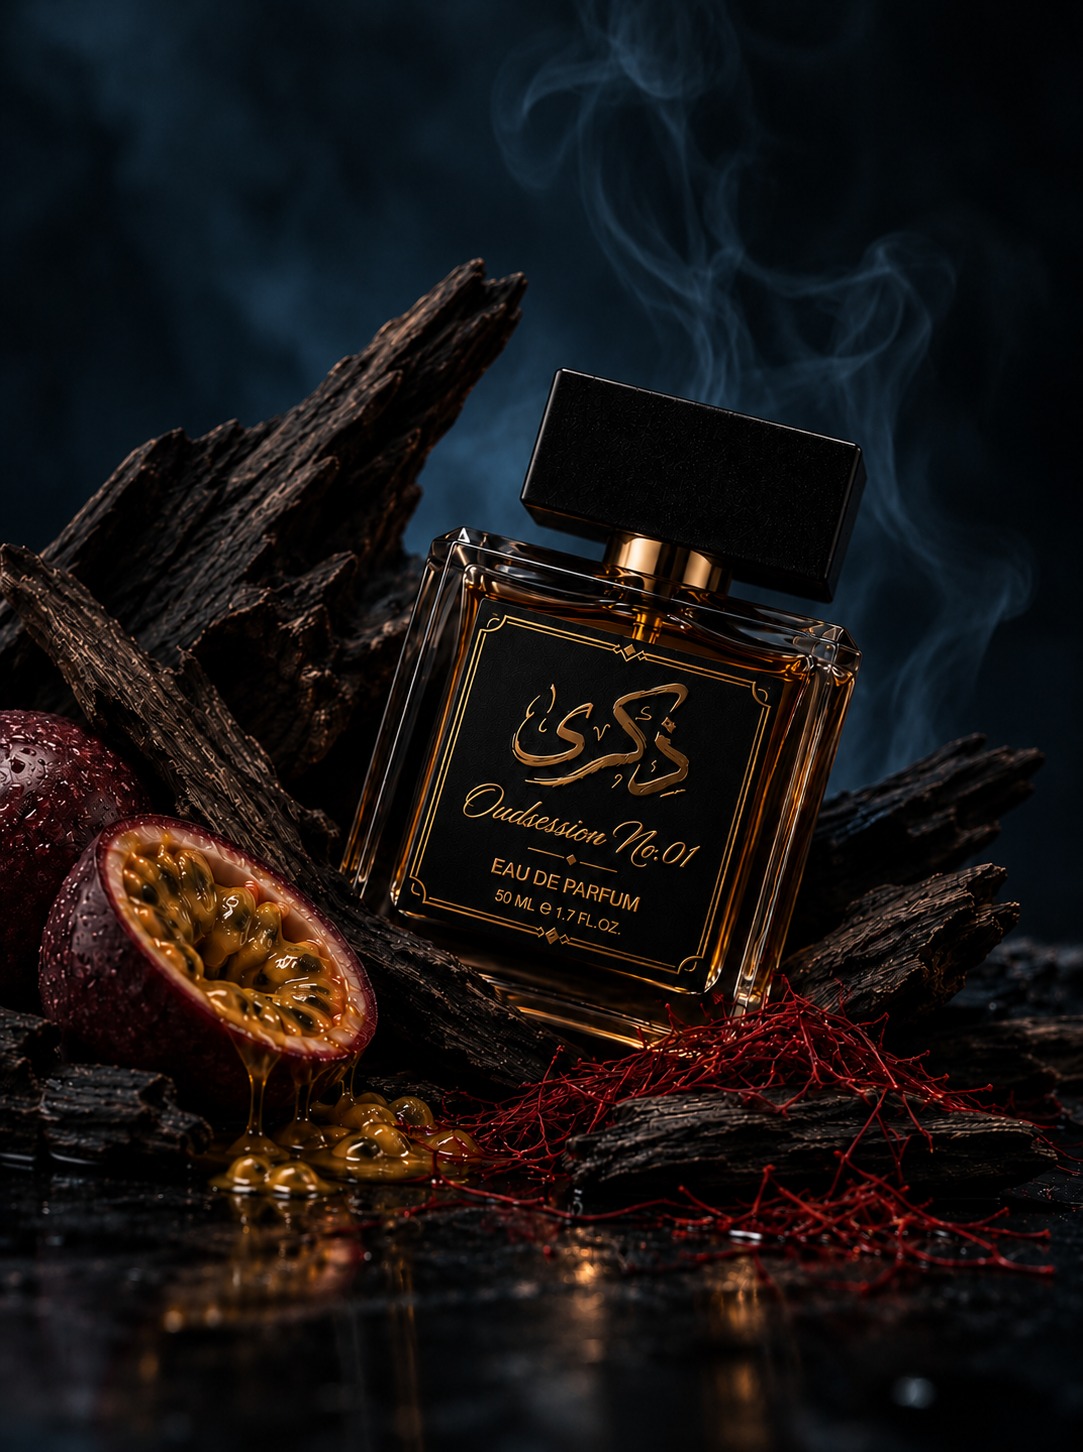 ذكرى
Oudsession No.01
EAU DE PARFUM
50 ML ℮ 1.7 FL.OZ.